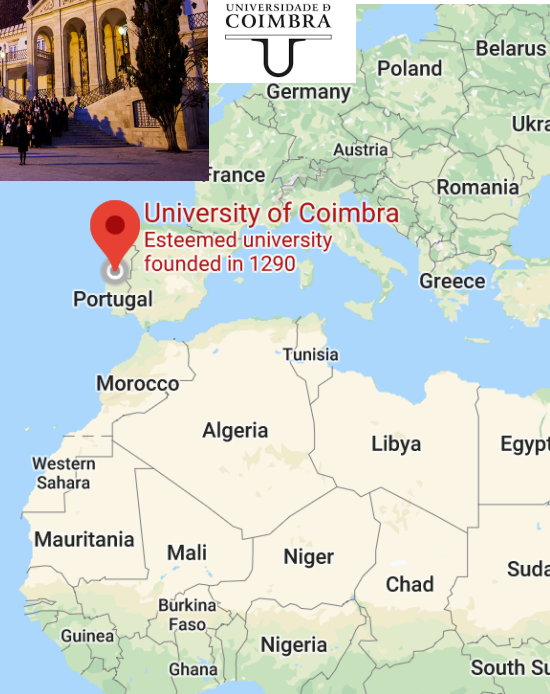 UNIVERSIDADE Ð
COIMBRA
Belarus
Poland
Germany
Ukra
Austria
France
Romania
University of Coimbra
Esteemed university
founded in 1290
Greece
Portugal
Tunisia
Morocco
Algeria
Libya
Egypt
Western
Sahara
Mauritania
Mali
Niger
Suda
Chad
Burkina
Faso
Guinea
Nigeria
Ghana
South Su